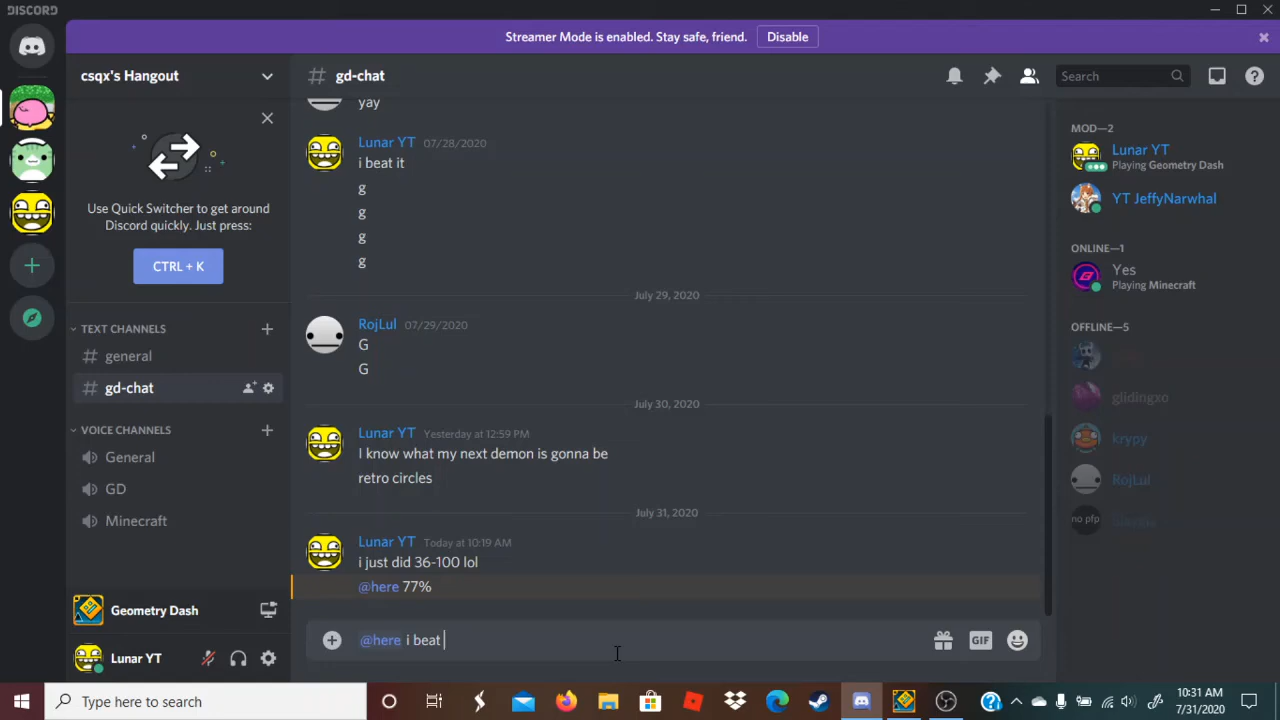 DISCORD
Streamer Mode is enabled. Stay safe, friend. Disable
csqx's Hangout
# gd-chat
Search
Use Quick Switcher to get around
Discord quickly. Just press:
CTRL + K
TEXT CHANNELS
# general
# gd-chat
VOICE CHANNELS
General
GD
Minecraft
Geometry Dash
Lunar YT
yay
Lunar YT 07/28/2020
i beat it
g
g
g
g
July 29, 2020
RojLul 07/29/2020
G
G
July 30, 2020
Lunar YT Yesterday at 12:59 PM
I know what my next demon is gonna be
retro circles
July 31, 2020
Lunar YT Today at 10:19 AM
i just did 36-100 lol
@here 77%
@here i beat
GIF
MOD—2
Lunar YT
Playing Geometry Dash
YT JeffyNarwhal
ONLINE—1
Yes
Playing Minecraft
OFFLINE—5
glidingxo
krypy
RojLul
no pfp
Type here to search
10:31 AM
7/31/2020